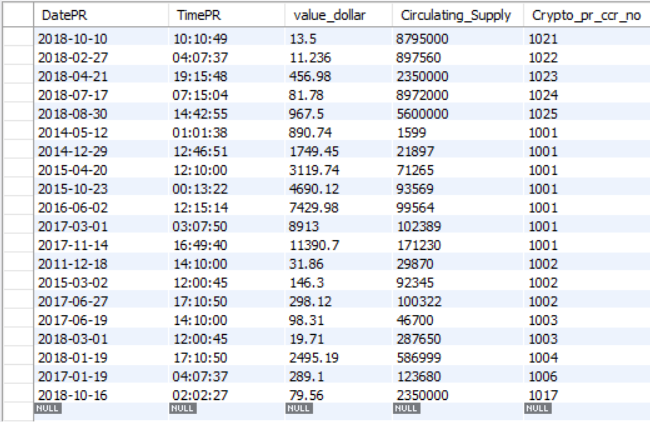 DatePR TimePR value_dollar Circulating_Supply Crypto_pr_ccr_no
2018-10-10 10:10:49 13.5 8795000 1021
2018-02-27 04:07:37 11.236 897560 1022
2018-04-21 19:15:48 456.98 2350000 1023
2018-07-17 07:15:04 81.78 8972000 1024
2018-08-30 14:42:55 967.5 5600000 1025
2014-05-12 01:01:38 890.74 1599 1001
2014-12-29 12:46:51 1749.45 21897 1001
2015-04-20 12:10:00 3119.74 71265 1001
2015-10-23 00:13:22 4690.12 93569 1001
2016-06-02 12:15:14 7429.98 99564 1001
2017-03-01 03:07:50 8913 102389 1001
2017-11-14 16:49:40 11390.7 171230 1001
2011-12-18 14:10:00 31.86 29870 1002
2015-03-02 12:00:45 146.3 92345 1002
2017-06-27 17:10:50 298.12 100322 1002
2017-06-19 14:10:00 98.31 46700 1003
2018-03-01 12:00:45 19.71 287650 1003
2018-01-19 17:10:50 2495.19 586999 1004
2017-01-19 04:07:37 289.1 123680 1006
2018-10-16 02:02:27 79.56 2350000 1017
NULL NULL NULL NULL NULL